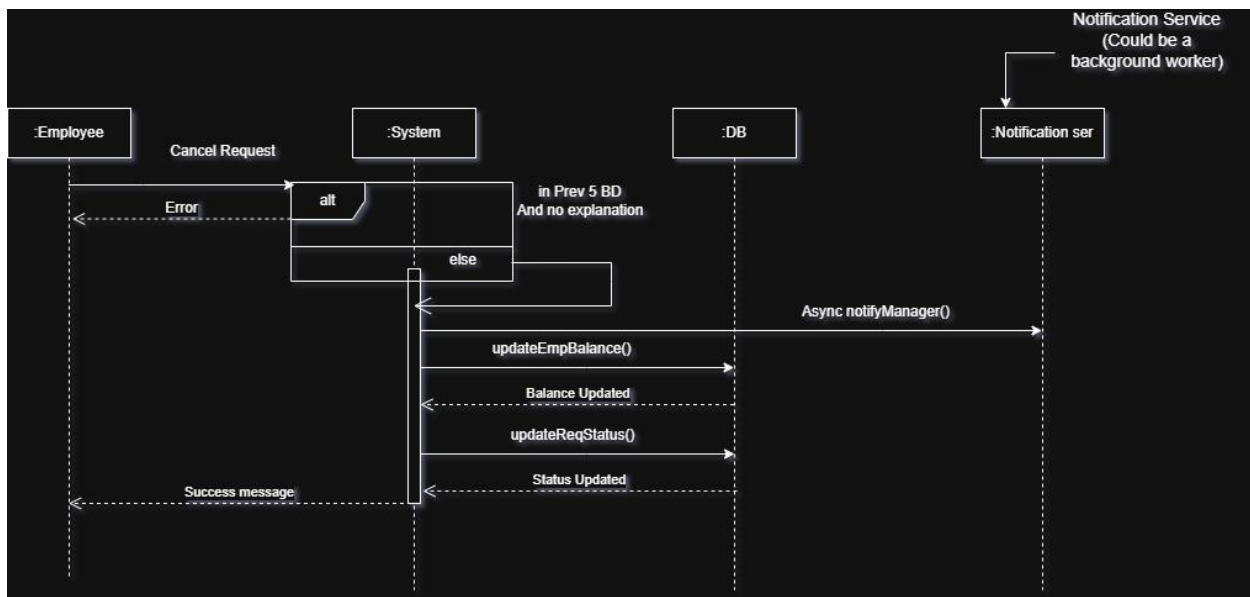 Notification Service
(Could be a
background worker)
:Employee
:System
:DB
:Notification ser
Cancel Request
alt
in Prev 5 BD
And no explanation
Error
else
Async notifyManager()
updateEmpBalance()
Balance Updated
updateReqStatus()
Status Updated
Success message